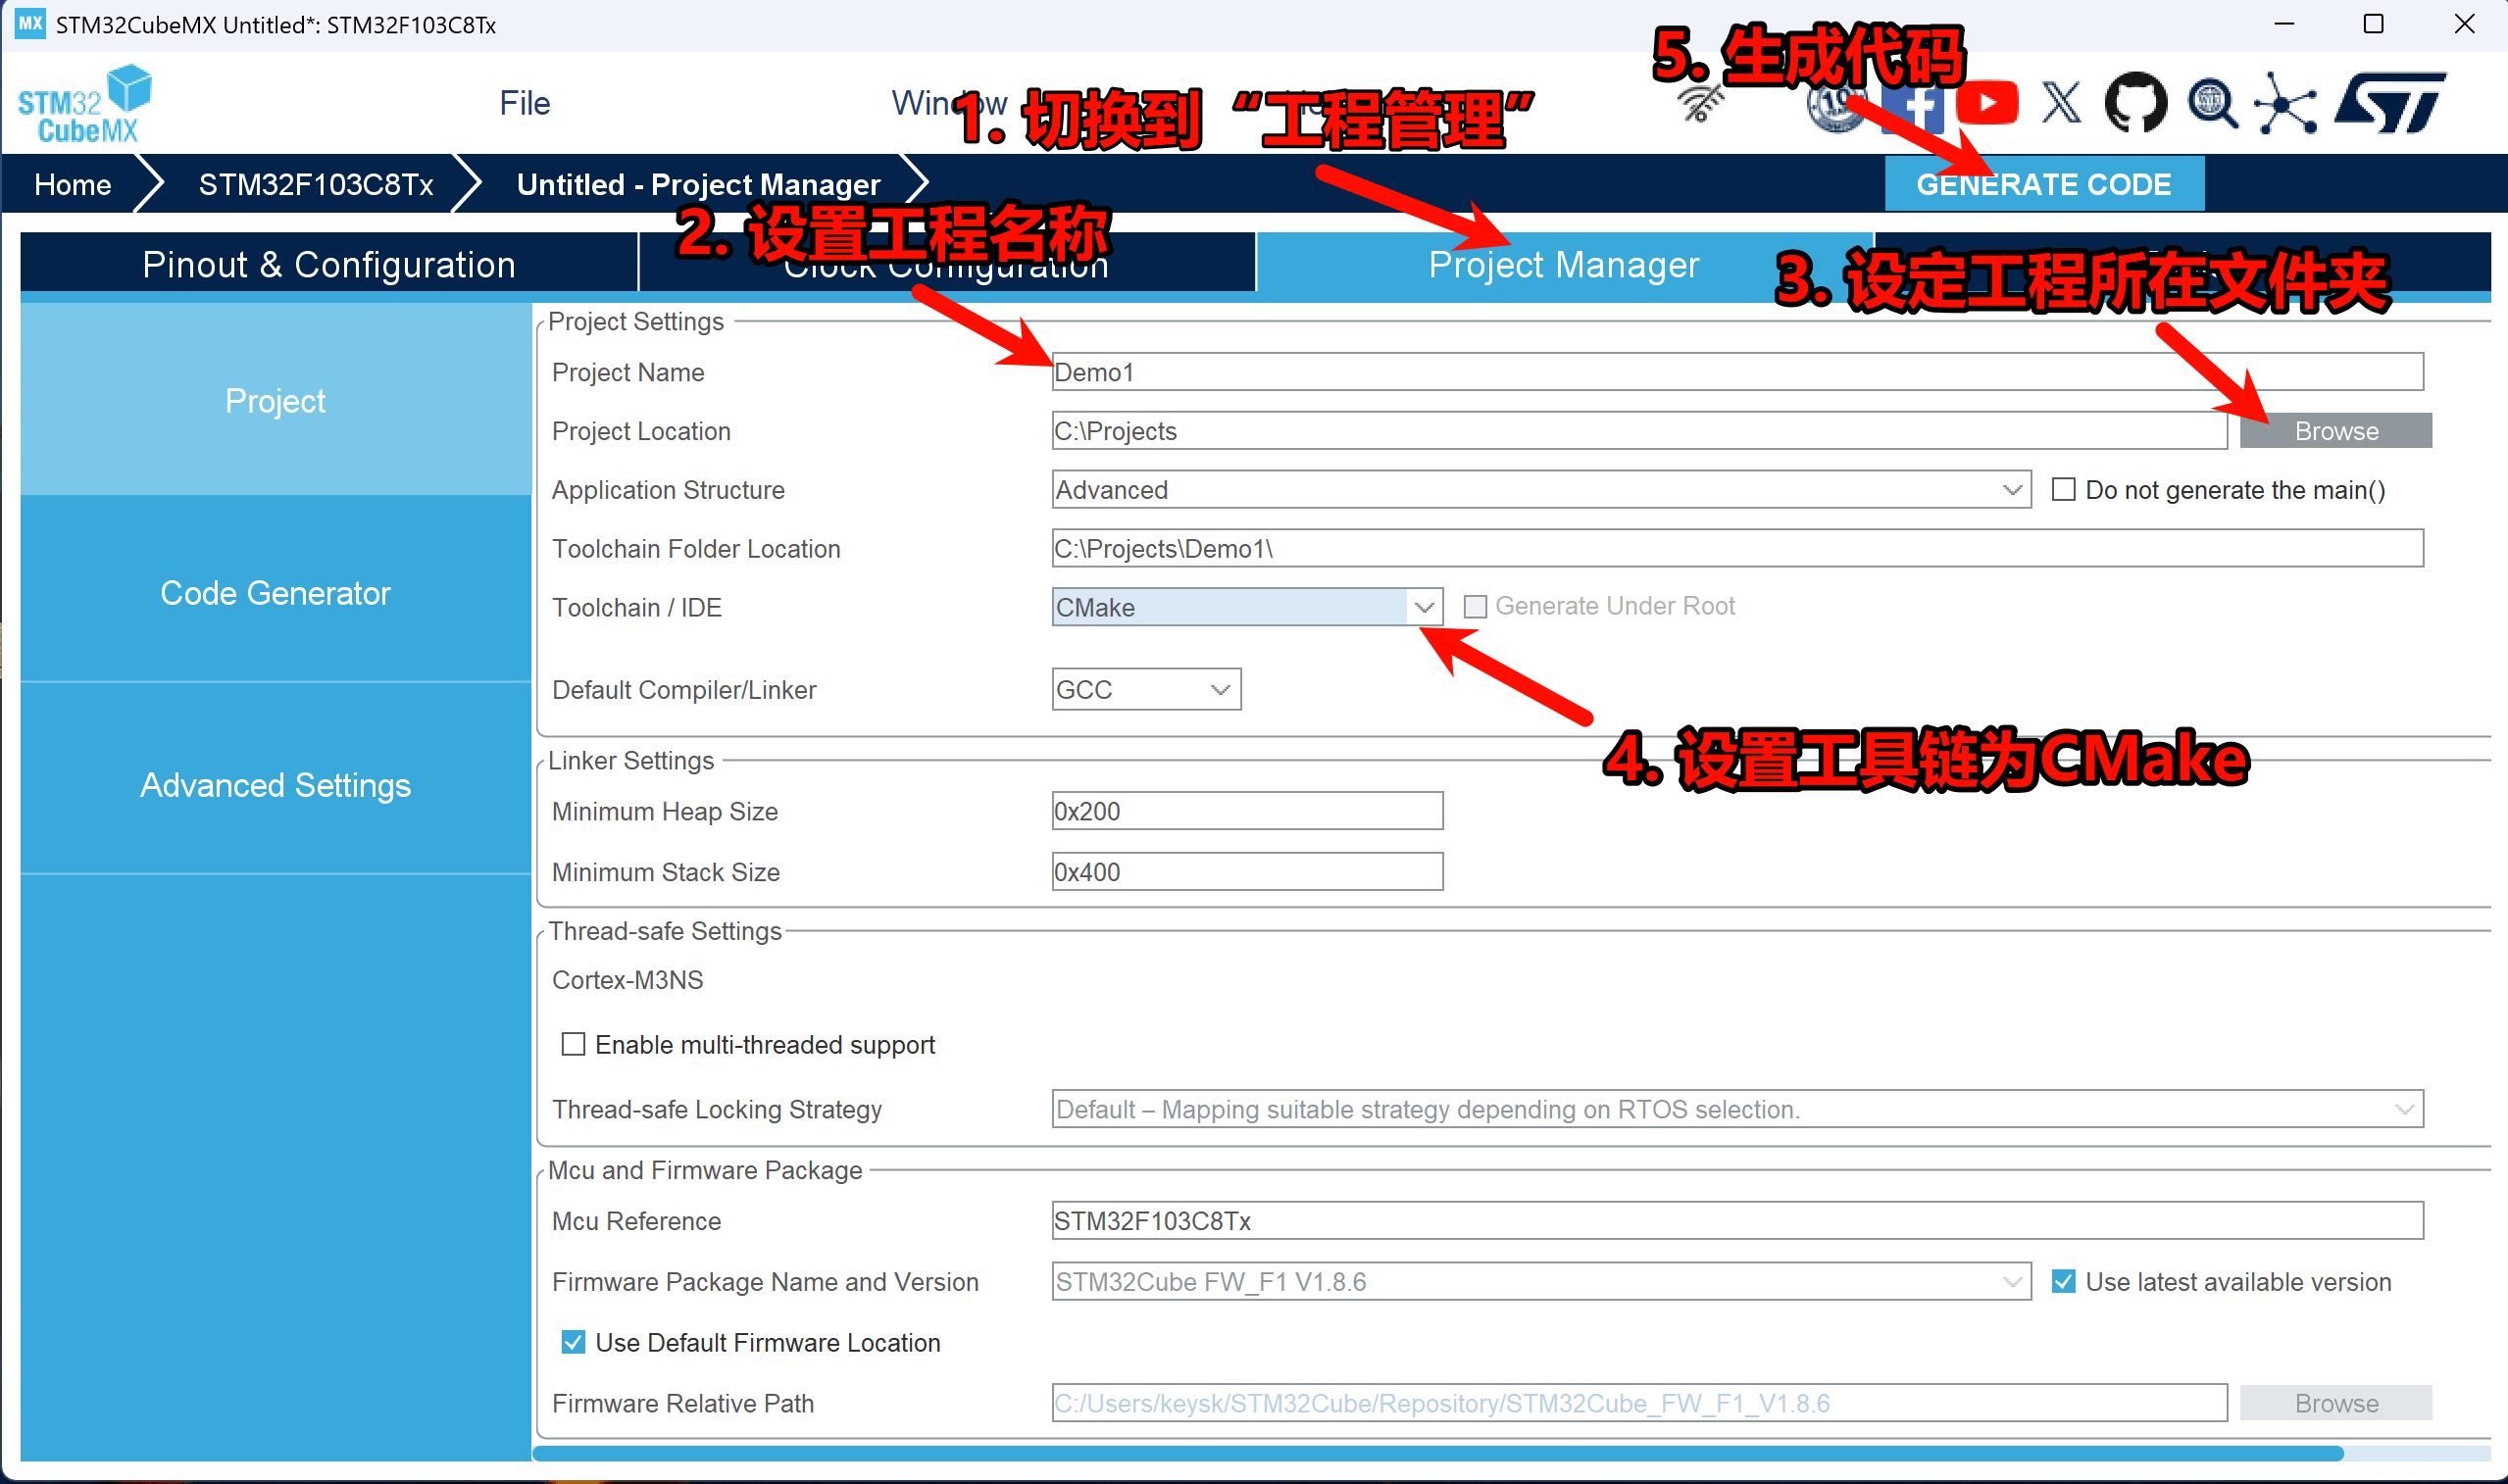 MX STM32CubeMX Untitled*: STM32F103C8Tx
5. 生成代码
STM32 CubeMX
File
Window
1. 切换到 “工程管理”
Home
STM32F103C8Tx
Untitled - Project Manager
GENERATE CODE
2. 设置工程名称
Pinout & Configuration
Clock Configuration
Project Manager
3. 设定工程所在文件夹
Project
Code Generator
Advanced Settings
Project Settings
Project Name
Demo1
Project Location
C:\Projects
Browse
Application Structure
Advanced
Do not generate the main()
Toolchain Folder Location
C:\Projects\Demo1\
Toolchain / IDE
CMake
Generate Under Root
Default Compiler/Linker
GCC
4. 设置工具链为CMake
Linker Settings
Minimum Heap Size
0x200
Minimum Stack Size
0x400
Thread-safe Settings
Cortex-M3NS
Enable multi-threaded support
Thread-safe Locking Strategy
Default – Mapping suitable strategy depending on RTOS selection.
Mcu and Firmware Package
Mcu Reference
STM32F103C8Tx
Firmware Package Name and Version
STM32Cube FW_F1 V1.8.6
Use latest available version
Use Default Firmware Location
Firmware Relative Path
C:/Users/keysk/STM32Cube/Repository/STM32Cube_FW_F1_V1.8.6
Browse